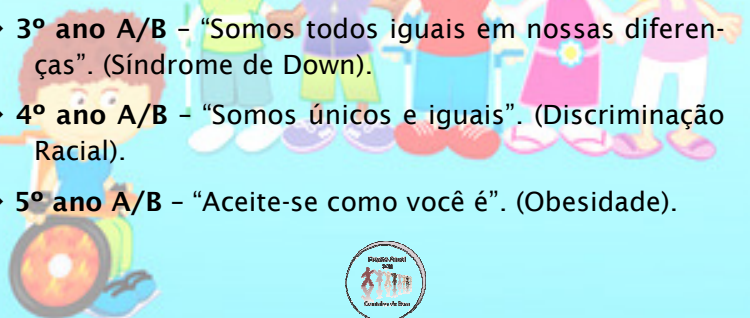 3º ano A/B – “Somos todos iguais em nossas diferen-
ças”. (Síndrome de Down).
4º ano A/B – “Somos únicos e iguais”. (Discriminação
Racial).
5º ano A/B – “Aceite-se como você é”. (Obesidade).